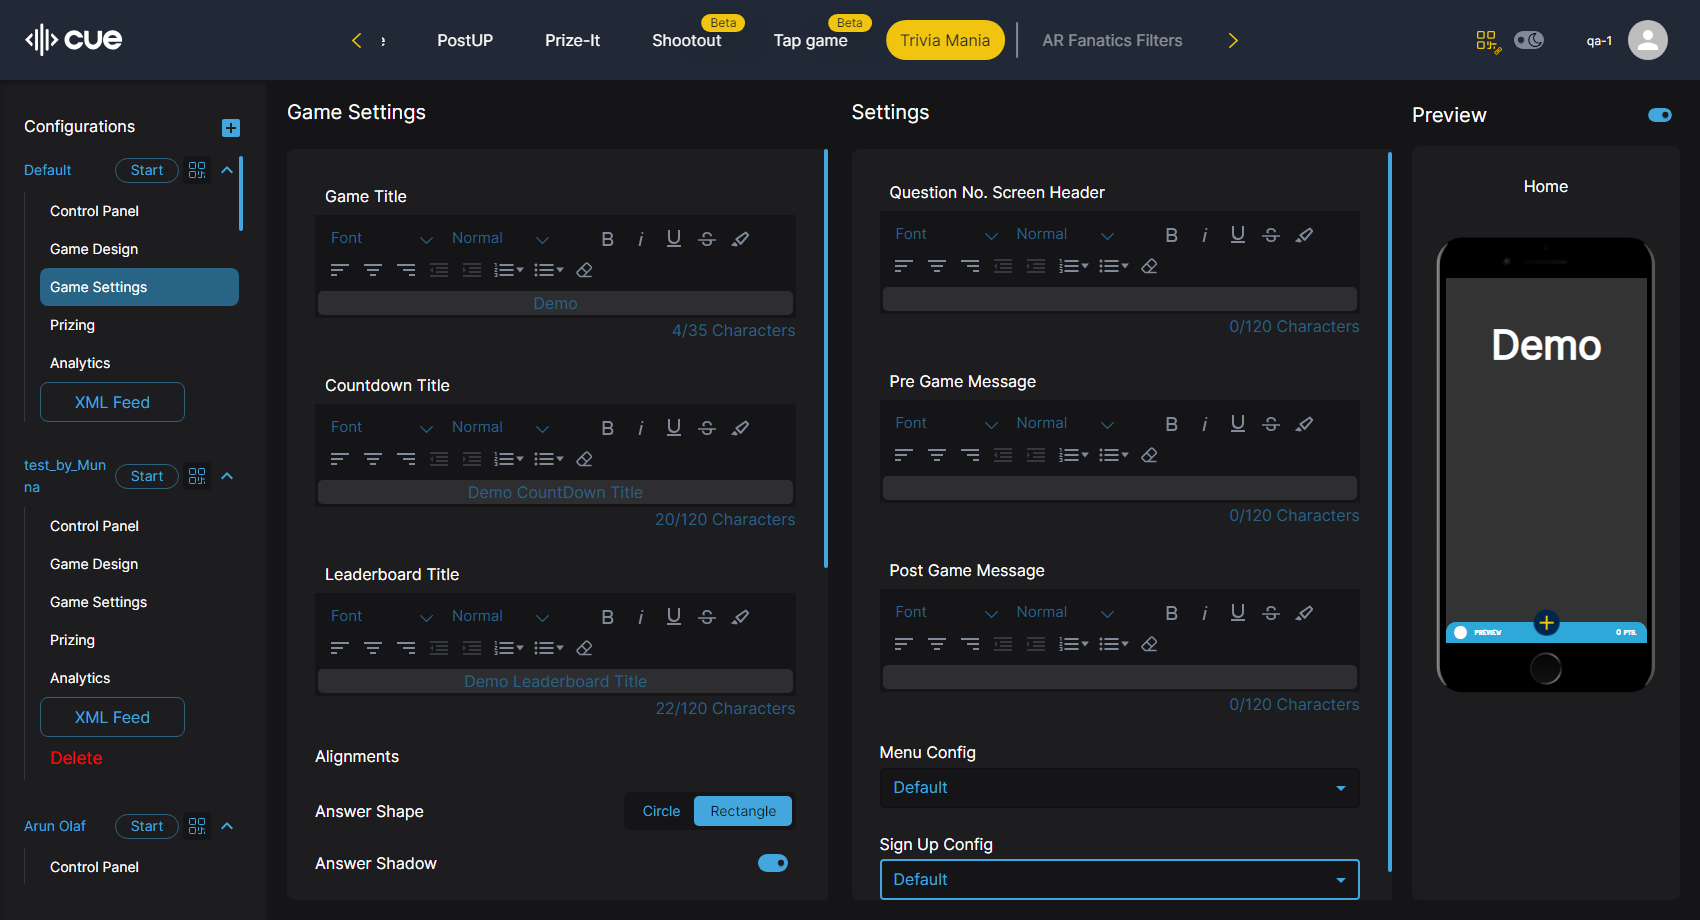 cue
PostUP
Prize-It
Shootout
Beta
Tap game
Beta
Trivia Mania
AR Fanatics Filters
qa-1
Configurations
Default
Start
Control Panel
Game Design
Game Settings
Prizing
Analytics
XML Feed
test_by_Mun
na
Start
Control Panel
Game Design
Game Settings
Prizing
Analytics
XML Feed
Delete
Arun Olaf
Start
Control Panel
Game Settings
Game Title
Font
Normal
Demo
4/35 Characters
Countdown Title
Font
Normal
Demo CountDown Title
20/120 Characters
Leaderboard Title
Font
Normal
Demo Leaderboard Title
22/120 Characters
Alignments
Answer Shape
Circle
Rectangle
Answer Shadow
Settings
Question No. Screen Header
Font
Normal
0/120 Characters
Pre Game Message
Font
Normal
0/120 Characters
Post Game Message
Font
Normal
0/120 Characters
Menu Config
Default
Sign Up Config
Default
Preview
Home
Demo
PREVIEW
0 PTS.